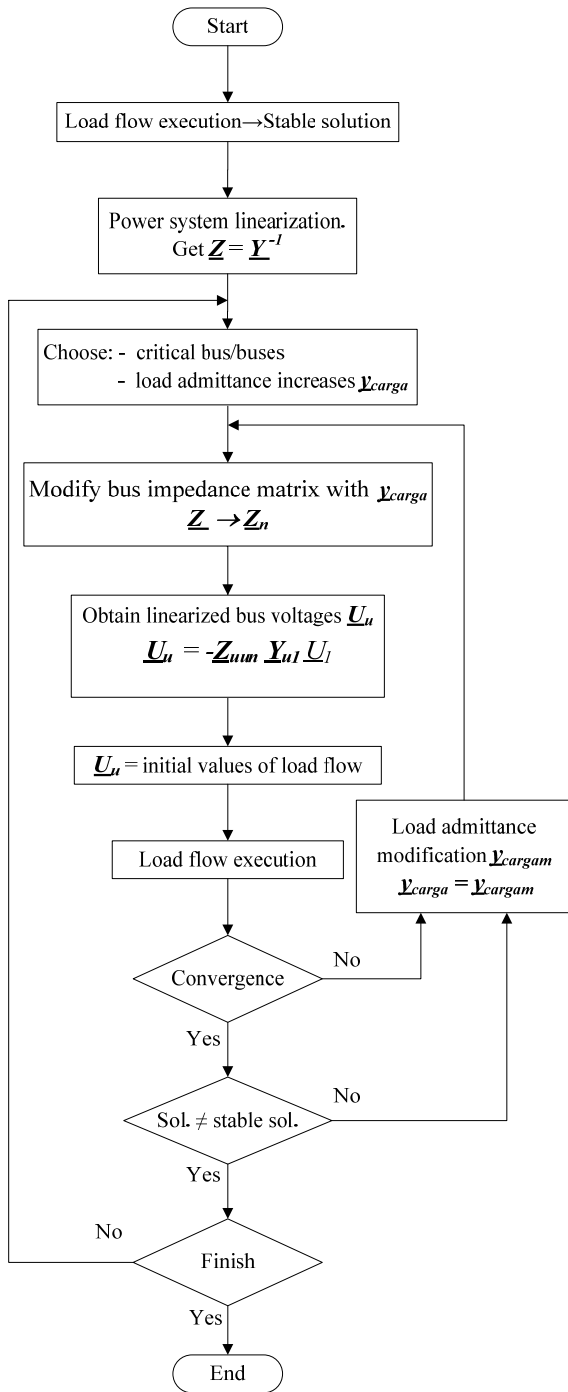 Start
Load flow execution→Stable solution
Power system linearization.
Get Z = Y⁻¹
Choose: - critical bus/buses
- load admittance increases y_carga
Modify bus impedance matrix with y_carga
Z → Z_n
Obtain linearized bus voltages U_u
U_u = -Z_uun Y_u1 U_1
U_u = initial values of load flow
Load flow execution
Load admittance
modification y_cargam
y_carga = y_cargam
Convergence
No
Yes
Sol. ≠ stable sol.
No
Yes
No
Finish
Yes
End